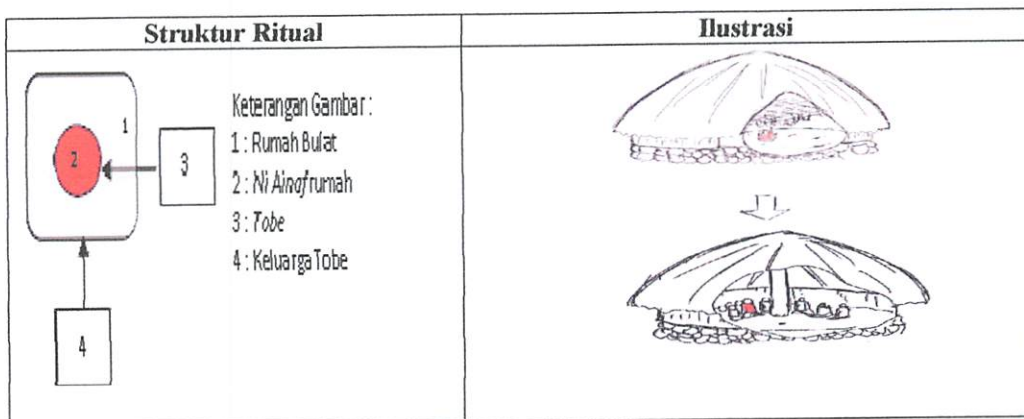 Struktur Ritual
Ilustrasi
1
2
3
4
Keterangan Gambar :
1 : Rumah Bulat
2 : Ni Ainaf rumah
3 : Tobe
4 : Keluarga Tobe